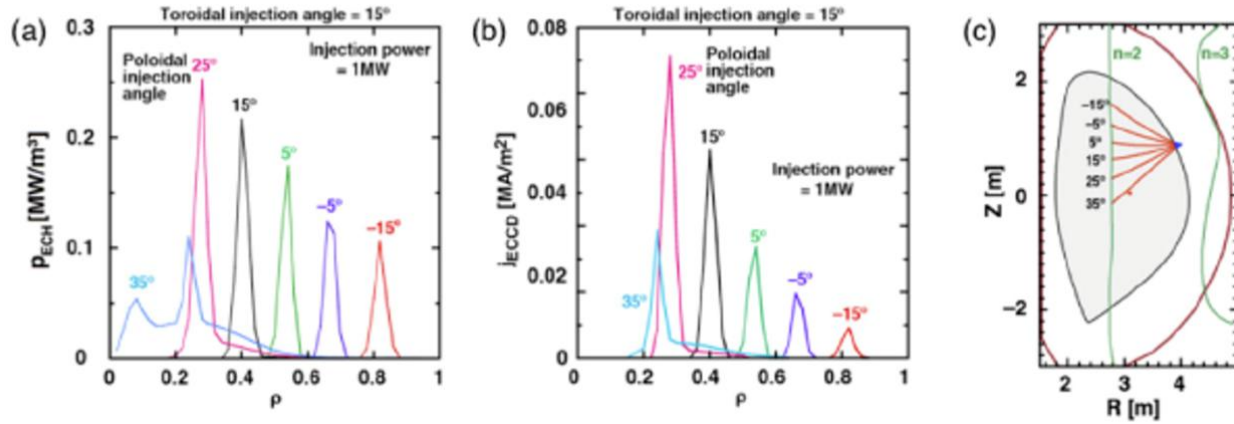 (a)
Toroidal injection angle = 15°
0.3
0.2
0.1
0
pECH [MW/m³]
Poloidal
injection
angle
Injection power
= 1MW
25°
15°
5°
−5°
−15°
35°
0 0.2 0.4 0.6 0.8 1
ρ
(b)
Toroidal injection angle = 15°
0.08
0.06
0.04
0.02
0
jECCD [MA/m²]
25°
Poloidal
injection
angle
15°
Injection power
= 1MW
5°
−5°
35°
−15°
0 0.2 0.4 0.6 0.8 1
ρ
(c)
n=2
n=3
2
0
−2
Z [m]
−15°
−5°
5°
15°
25°
35°
2 3 4
R [m]